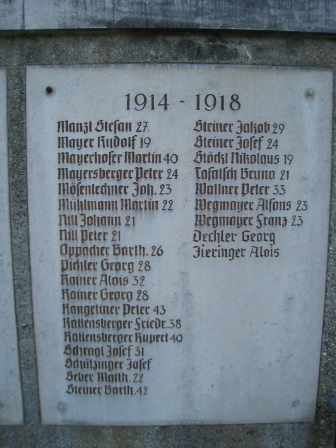 1914 - 1918
Manzl Stefan 27
Mayer Rudolf 19
Mayerhofer Martin 40
Mayersberger Peter 24
Mösenlechner Joh. 23
Mühlmann Martin 22
Nill Johann 21
Nill Peter 21
Oppacher Barth. 26
Pichler Georg 28
Rainer Alois 32
Rainer Georg 28
Rangetiner Peter 43
Rattensberger Friedr. 38
Rattensberger Rupert 40
Schroql Josef 31
Schützinger Josef
Seber Matth. 22
Steiner Barth. 42
Steiner Jakob 29
Steiner Josef 24
Stöckl Nikolaus 19
Tasatsch Bruno 21
Wallner Peter 33
Wegmayer Alfons 23
Wegmayer Franz 23
Dechler Georg
Fieringer Alois